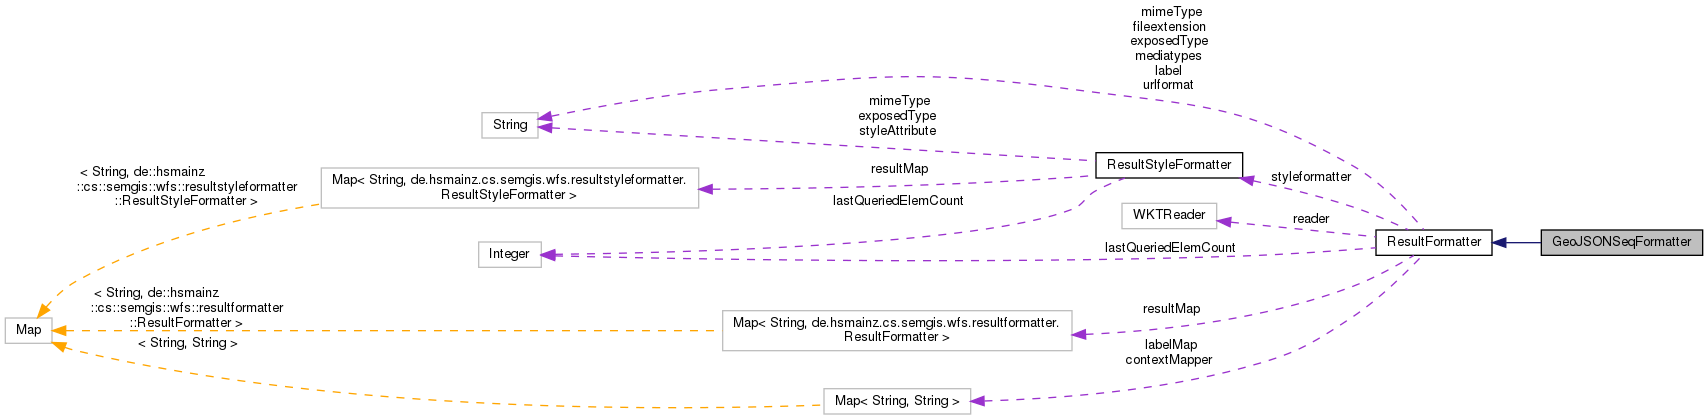 mimeType
fileextension
exposedType
mediatypes
label
urlformat
mimeType
exposedType
styleAttribute
String
ResultStyleFormatter
< String, de::hsmainz
::cs::semgis::wfs::resultstyleformatter
::ResultStyleFormatter >
Map< String, de.hsmainz.cs.semgis.wfs.resultstyleformatter.
ResultStyleFormatter >
resultMap
styleformatter
lastQueriedElemCount
WKTReader
reader
ResultFormatter
GeoJSONSeqFormatter
Integer
lastQueriedElemCount
< String, de::hsmainz
::cs::semgis::wfs::resultformatter
::ResultFormatter >
Map
Map< String, de.hsmainz.cs.semgis.wfs.resultformatter.
ResultFormatter >
resultMap
< String, String >
labelMap
contextMapper
Map< String, String >